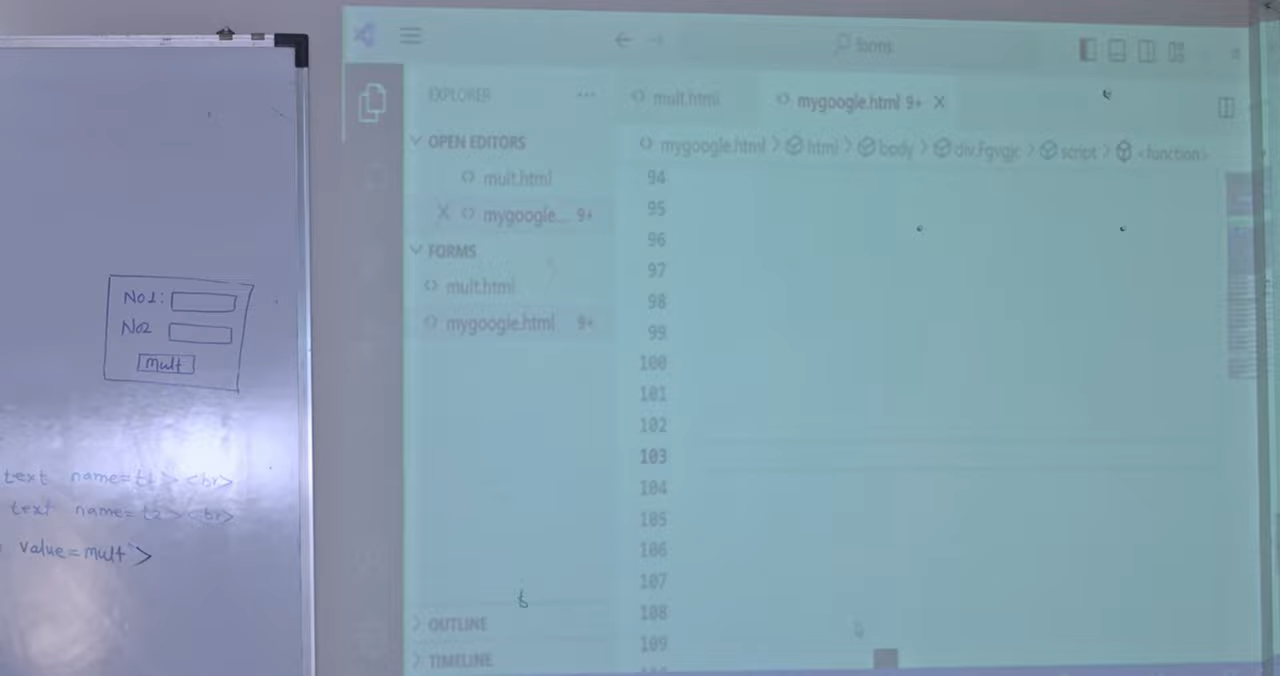 No1:
No2
mult
text name=t1><br>
text name=t2><br>
value=mult>
forms
EXPLORER ...
mult.html
mygoogle.html 9+ X
OPEN EDITORS
mult.html
X mygoogle... 9+
FORMS
mult.html
mygoogle.html 9+
OUTLINE
TIMELINE
mygoogle.html > html > body > div.Fgvgjc > script > <function>
94
95
96
97
98
99
100
101
102
103
104
105
106
107
108
109